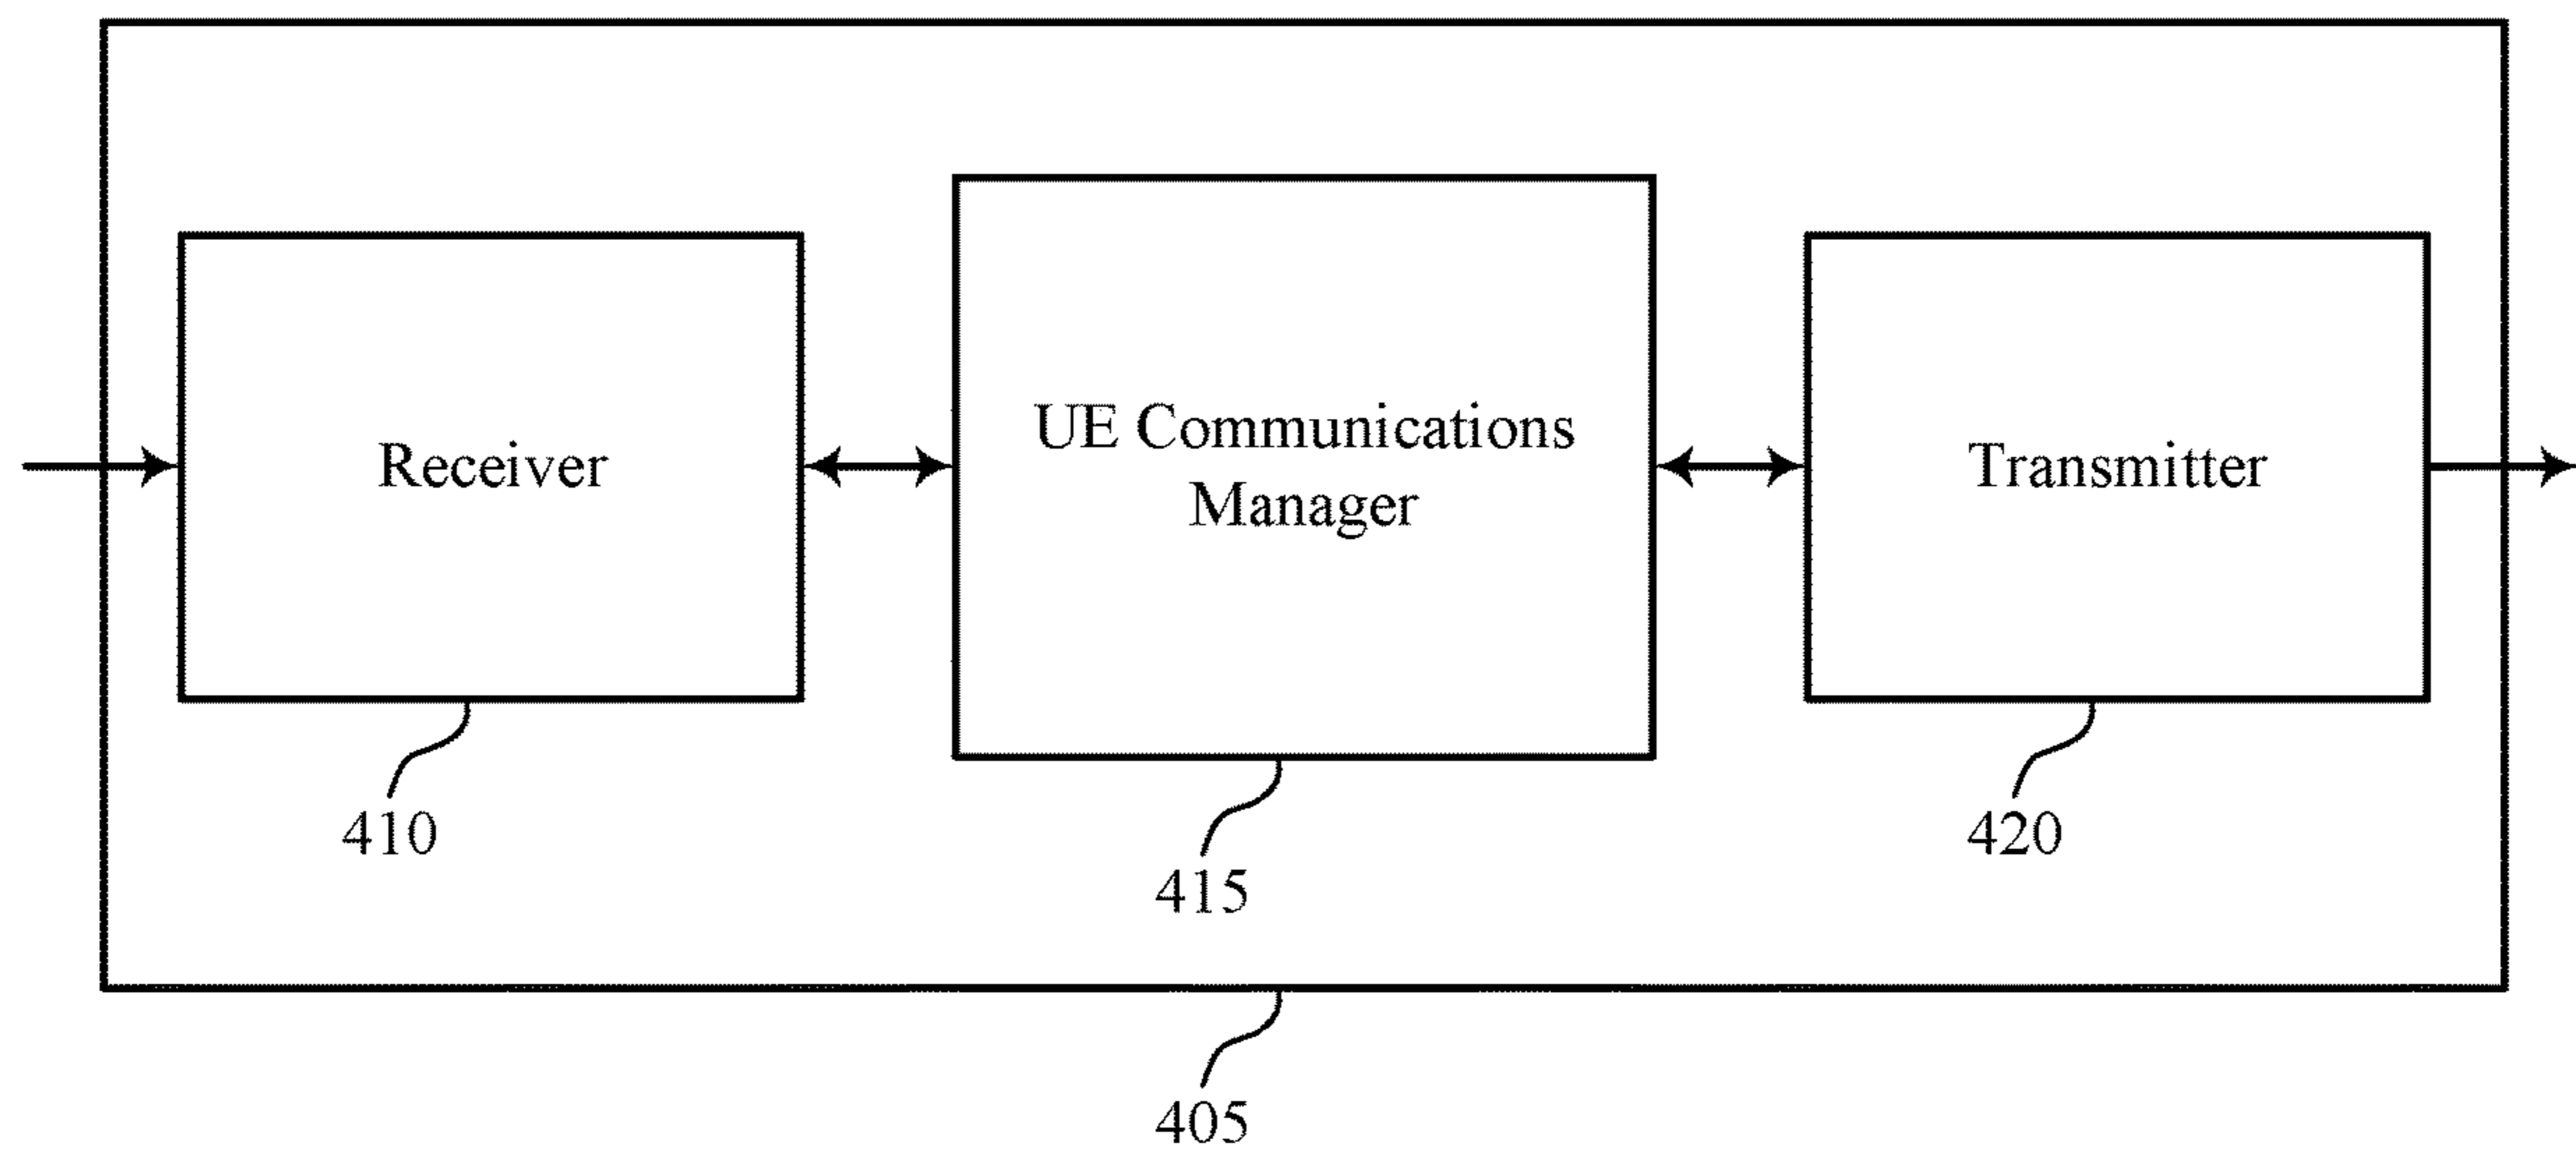 Receiver
UE Communications
Manager
Transmitter
410
415
420
405